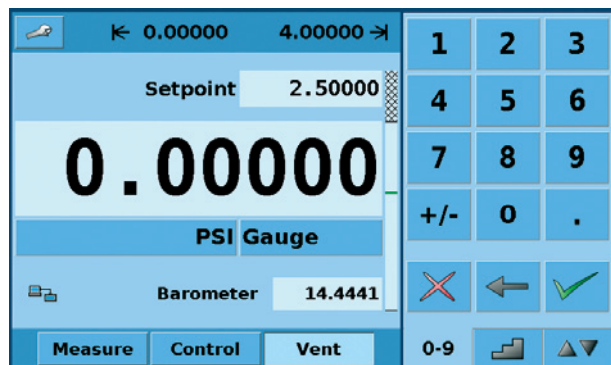 0.00000 4.00000
Setpoint 2.50000
0.00000
PSI Gauge
Barometer 14.4441
Measure Control Vent
1 2 3
4 5 6
7 8 9
+/- 0 .
0-9